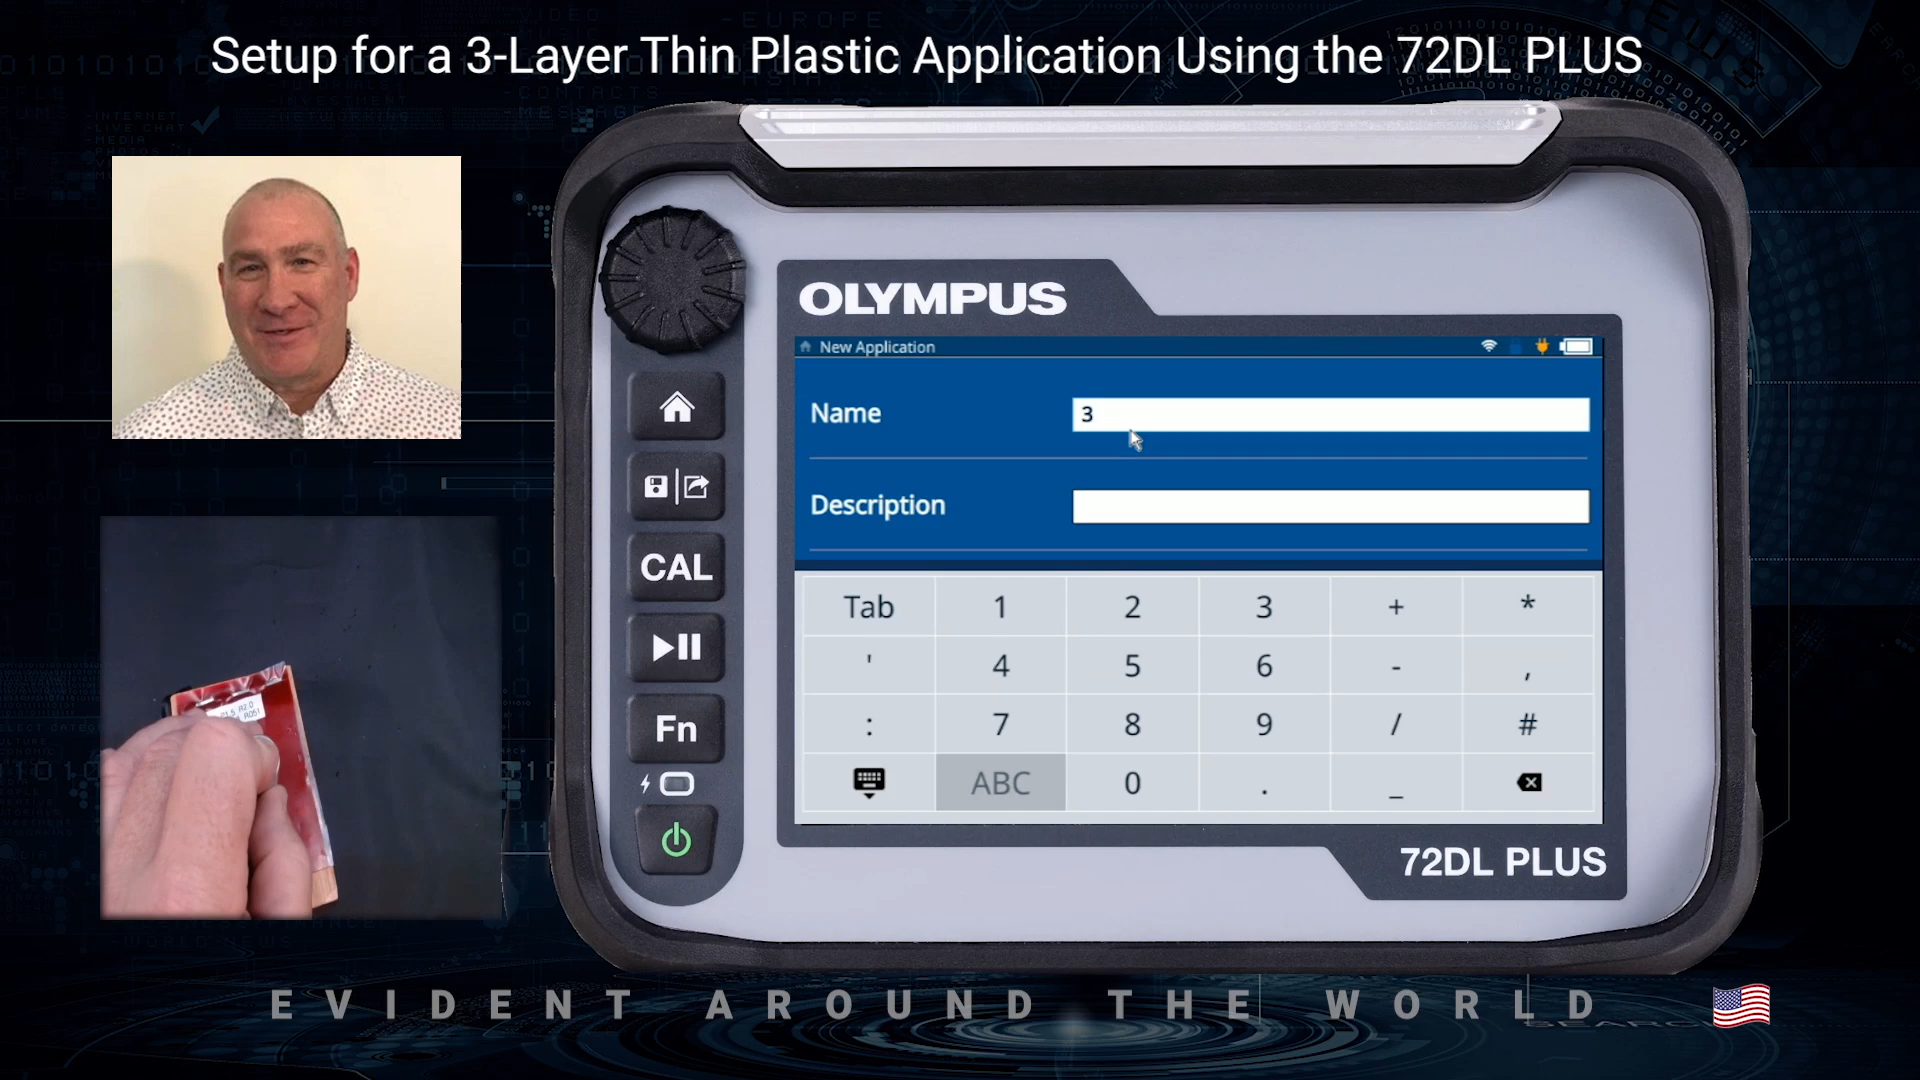 Setup for a 3-Layer Thin Plastic Application Using the 72DL PLUS
OLYMPUS
New Application
Name 3
Description
Tab 1 2 3 + *
' 4 5 6 - ,
: 7 8 9 / #
ABC 0 . _
CAL
Fn
72DL PLUS
EVIDENT AROUND THE WORLD